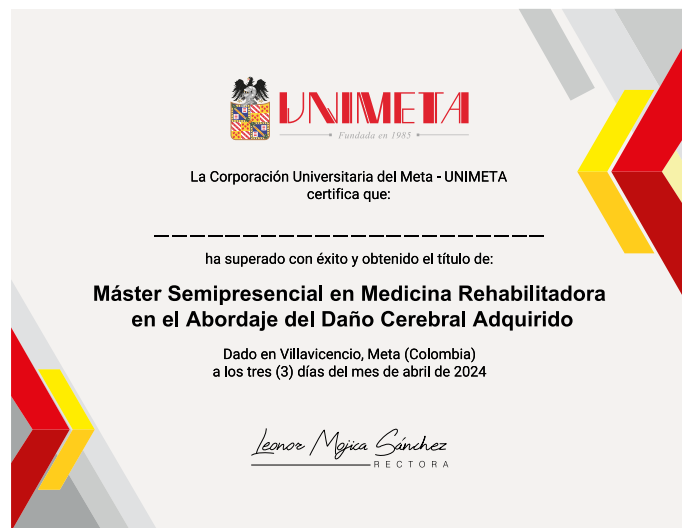 UNIMETA
Fundada en 1985
La Corporación Universitaria del Meta - UNIMETA
certifica que:
ha superado con éxito y obtenido el título de:
Máster Semipresencial en Medicina Rehabilitadora
en el Abordaje del Daño Cerebral Adquirido
Dado en Villavicencio, Meta (Colombia)
a los tres (3) días del mes de abril de 2024
Leonor Mojica Sánchez
RECTORA